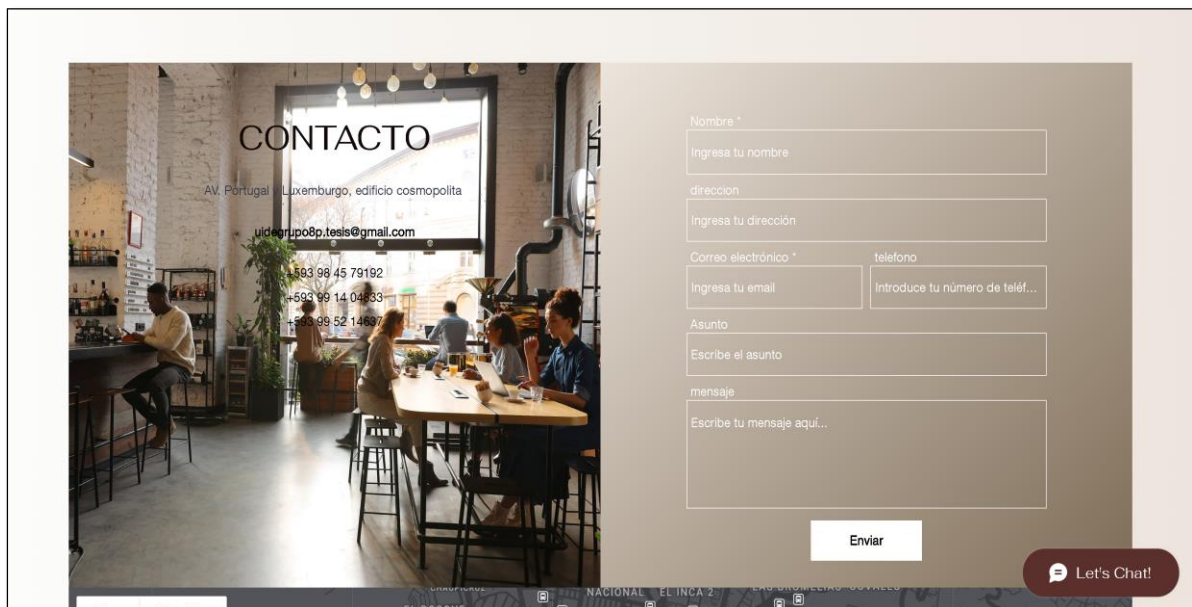 CONTACTO
AV. Portugal y Luxemburgo, edificio cosmopolita
uidegrupo8p.tesis@gmail.com
+593 98 45 79192
+593 99 14 04833
+593 99 52 14637
Nombre *
Ingresa tu nombre
direccion
Ingresa tu dirección
Correo electrónico * telefono
Ingresa tu email Introduce tu número de teléf...
Asunto
Escribe el asunto
mensaje
Escribe tu mensaje aquí...
Enviar
Let's Chat!
NACIONAL EL INCA 2